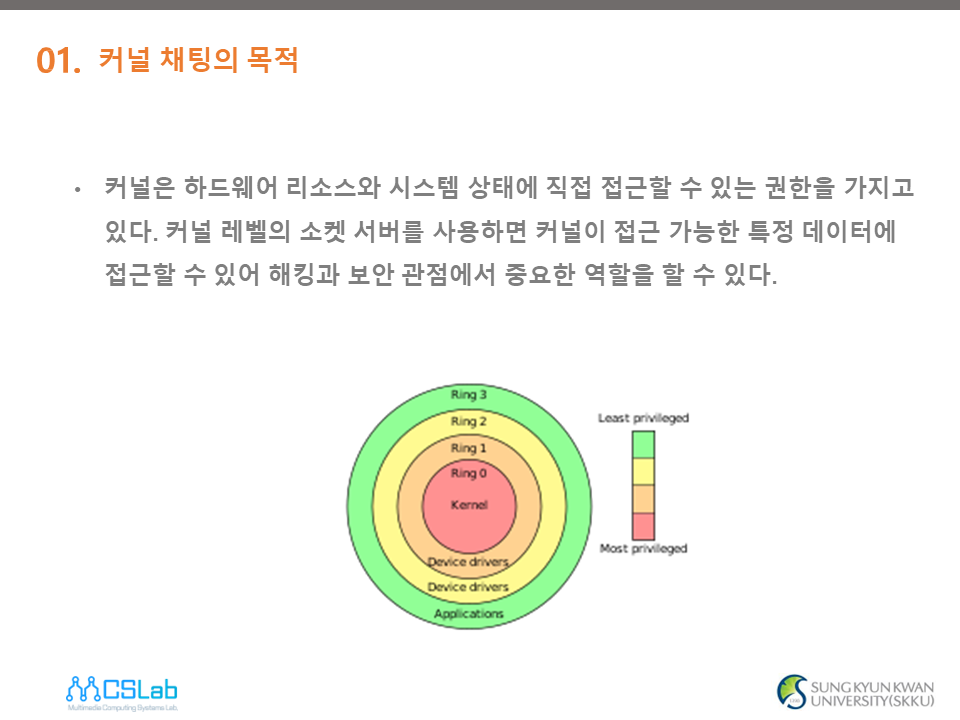 01. 커널 채팅의 목적
• 커널은 하드웨어 리소스와 시스템 상태에 직접 접근할 수 있는 권한을 가지고
있다. 커널 레벨의 소켓 서버를 사용하면 커널이 접근 가능한 특정 데이터에
접근할 수 있어 해킹과 보안 관점에서 중요한 역할을 할 수 있다.
Ring 3
Ring 2
Ring 1
Ring 0
Kernel
Device drivers
Device drivers
Applications
Least privileged
Most privileged
MCSLab
Multimedia Computing Systems Lab.
1398
SUNG KYUN KWAN
UNIVERSITY(SKKU)